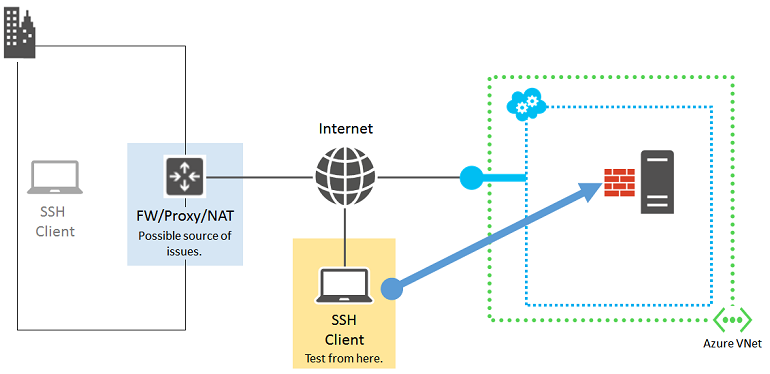 Internet
SSH
Client
FW/Proxy/NAT
Possible source of
issues.
SSH
Client
Test from here.
Azure VNet